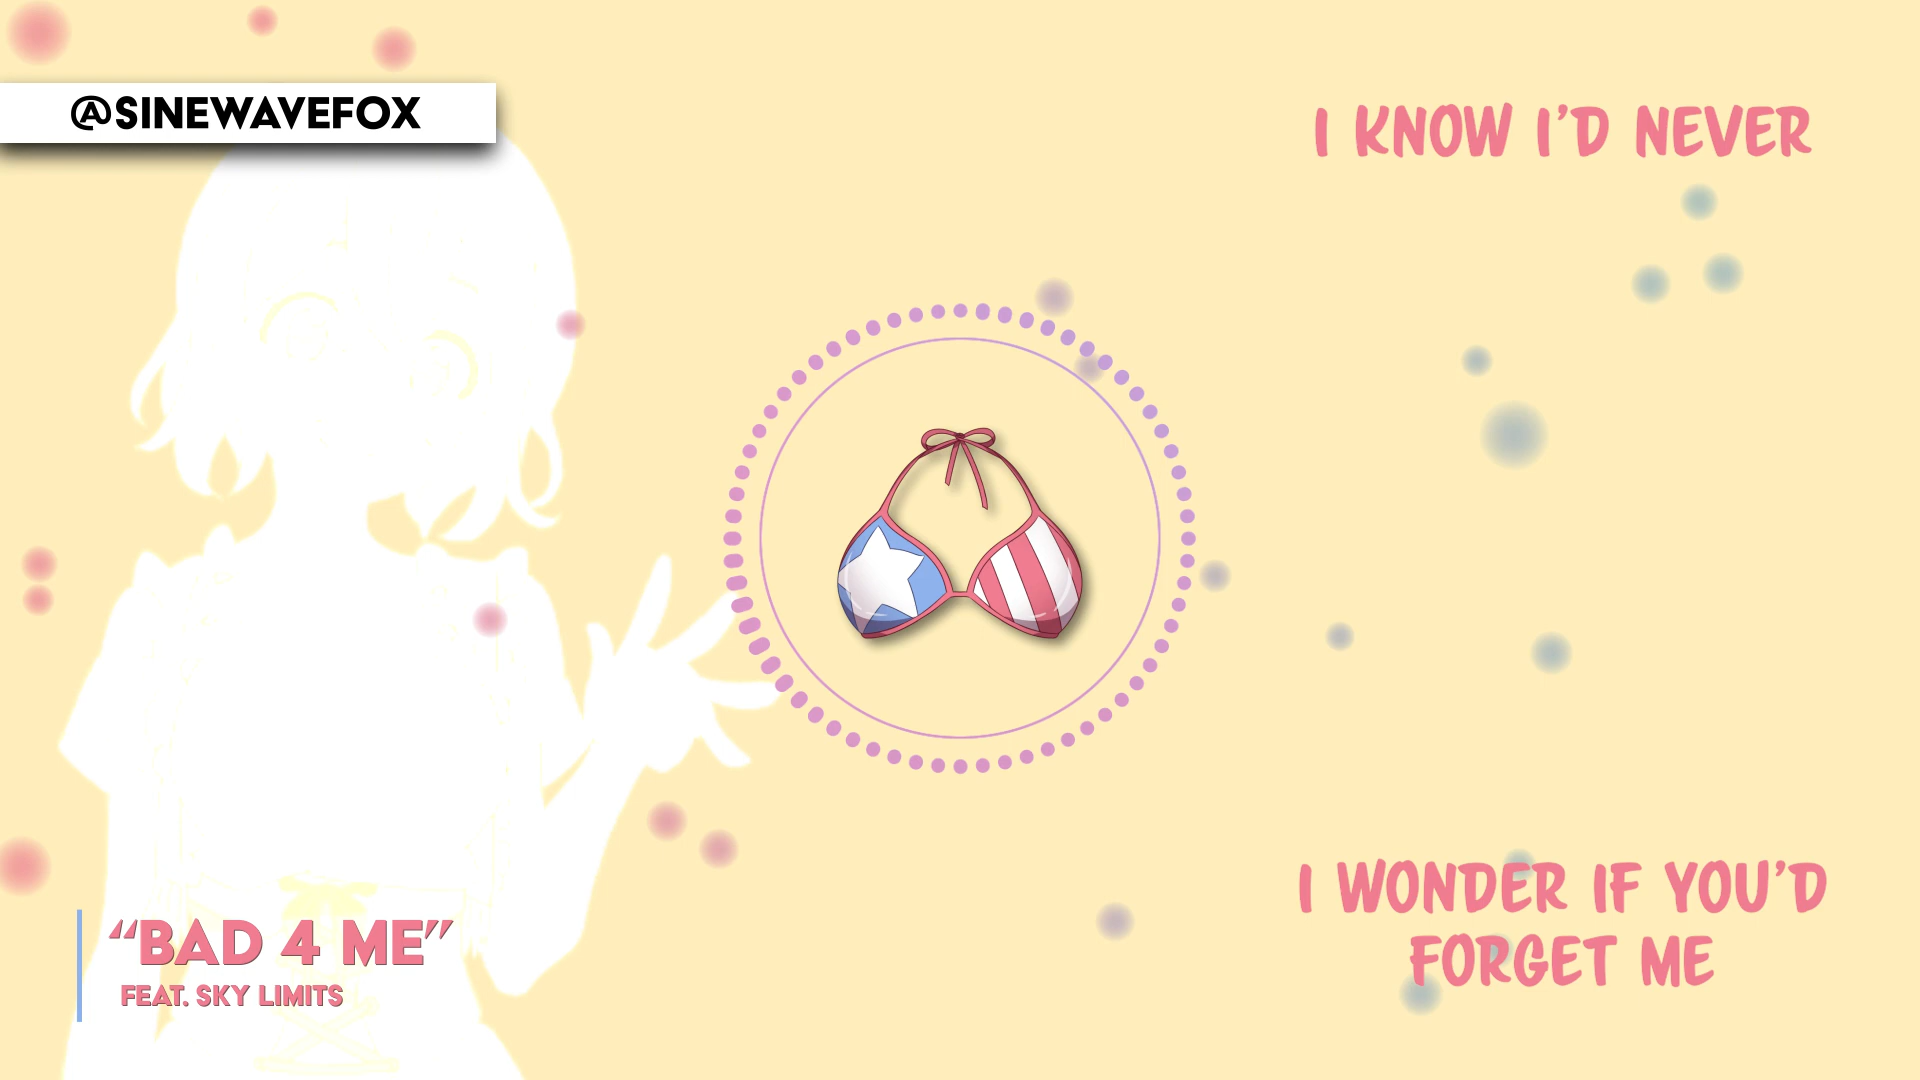 @SINEWAVEFOX
I KNOW I'D NEVER
I WONDER IF YOU'D
FORGET ME
“BAD 4 ME”
FEAT. SKY LIMITS